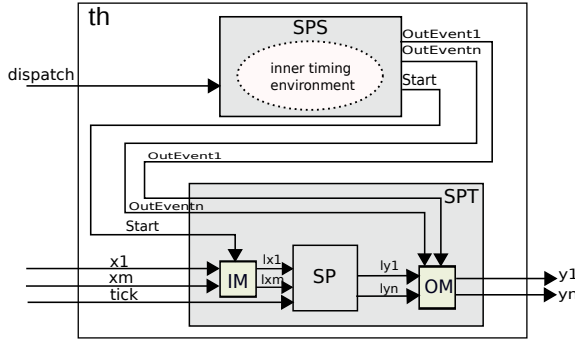 th
SPS
OutEvent1
OutEventn
inner timing
environment
dispatch
Start
OutEvent1
SPT
OutEventn
Start
x1
lx1
ly1
y1
IM
SP
OM
xm
lxm
lyn
yn
tick